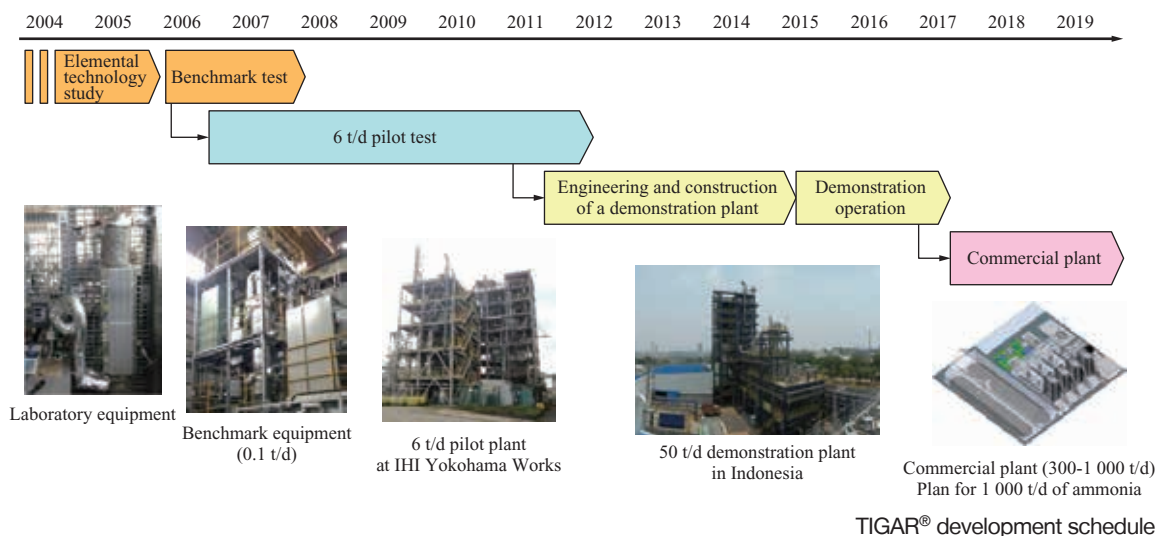 2004 2005 2006 2007 2008 2009 2010 2011 2012 2013 2014 2015 2016 2017 2018 2019
Elemental
technology
study
Benchmark test
6 t/d pilot test
Engineering and construction
of a demonstration plant
Demonstration
operation
Commercial plant
Laboratory equipment
Benchmark equipment
(0.1 t/d)
6 t/d pilot plant
at IHI Yokohama Works
50 t/d demonstration plant
in Indonesia
Commercial plant (300-1 000 t/d)
Plan for 1 000 t/d of ammonia
TIGAR® development schedule